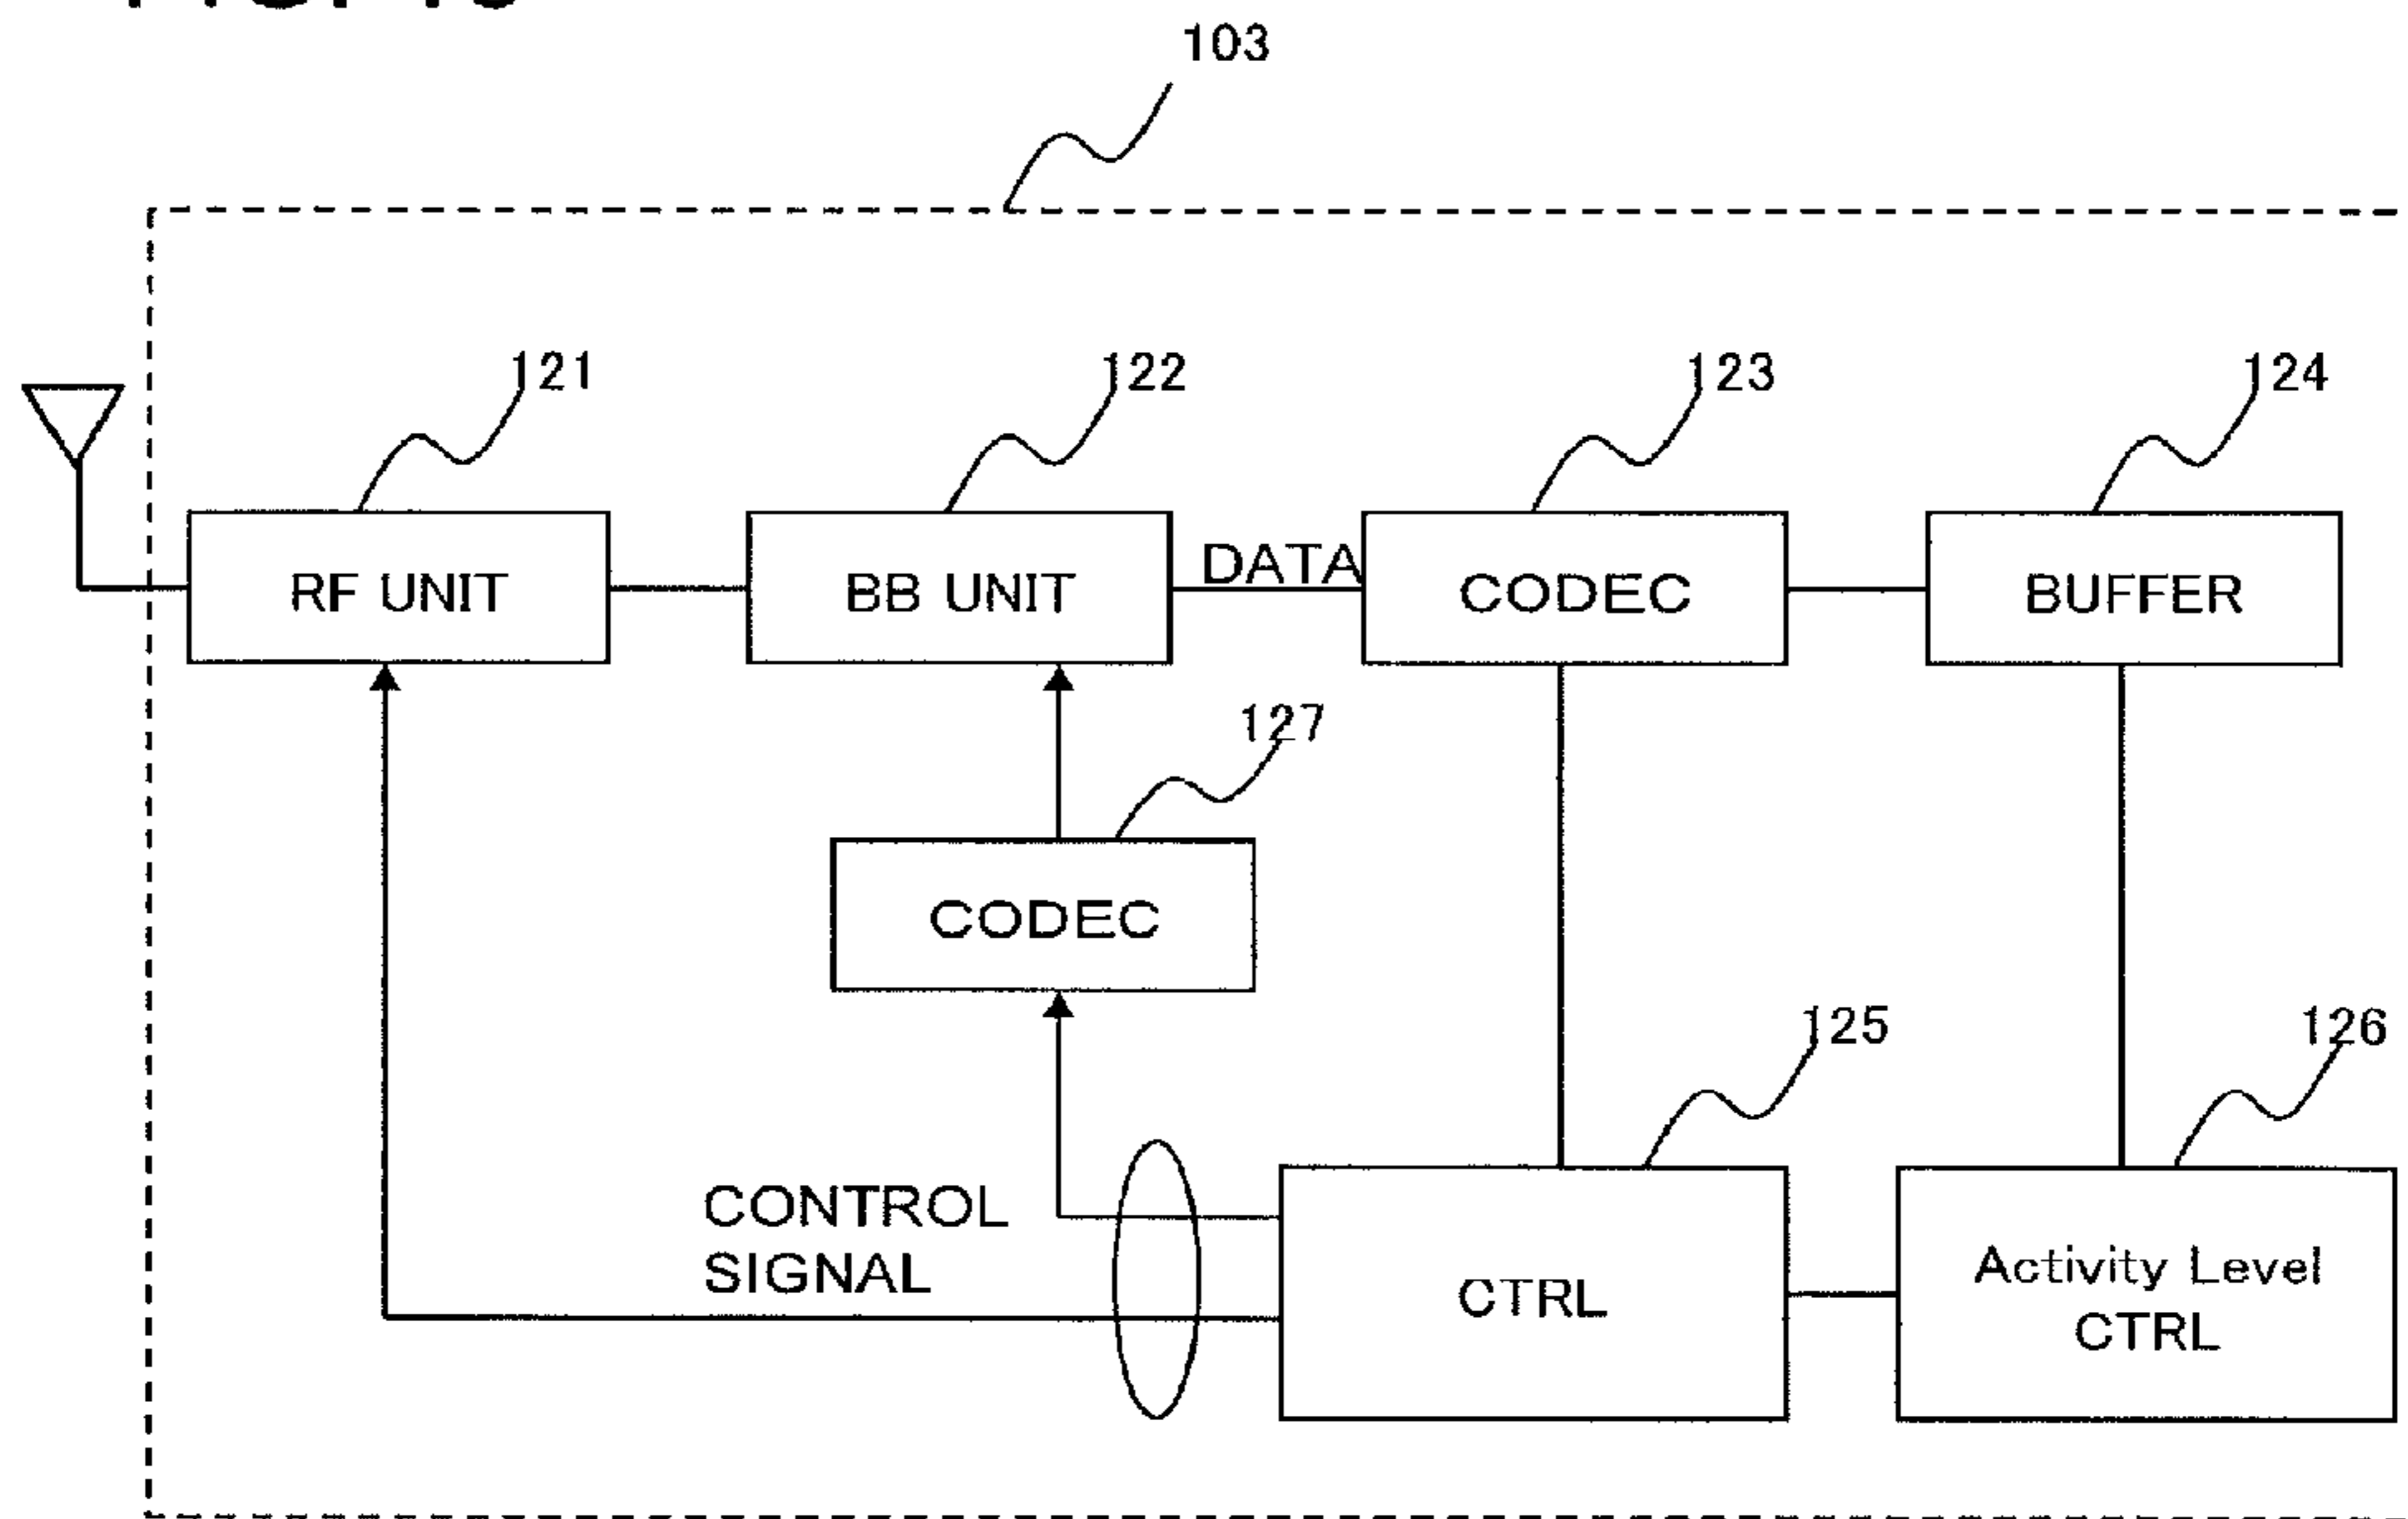 103
121
122
123
124
RF UNIT
BB UNIT
DATA
CODEC
BUFFER
127
CODEC
125
126
CONTROL
SIGNAL
CTRL
Activity Level
CTRL